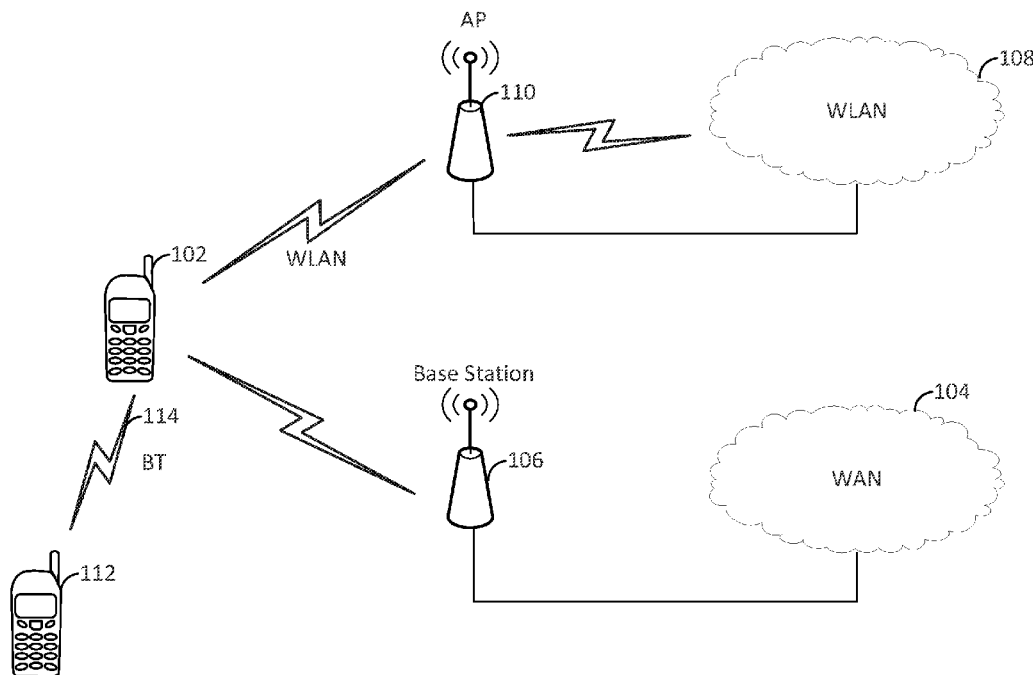 AP
108
110
WLAN
102
WLAN
Base Station
104
114
106
BT
WAN
112